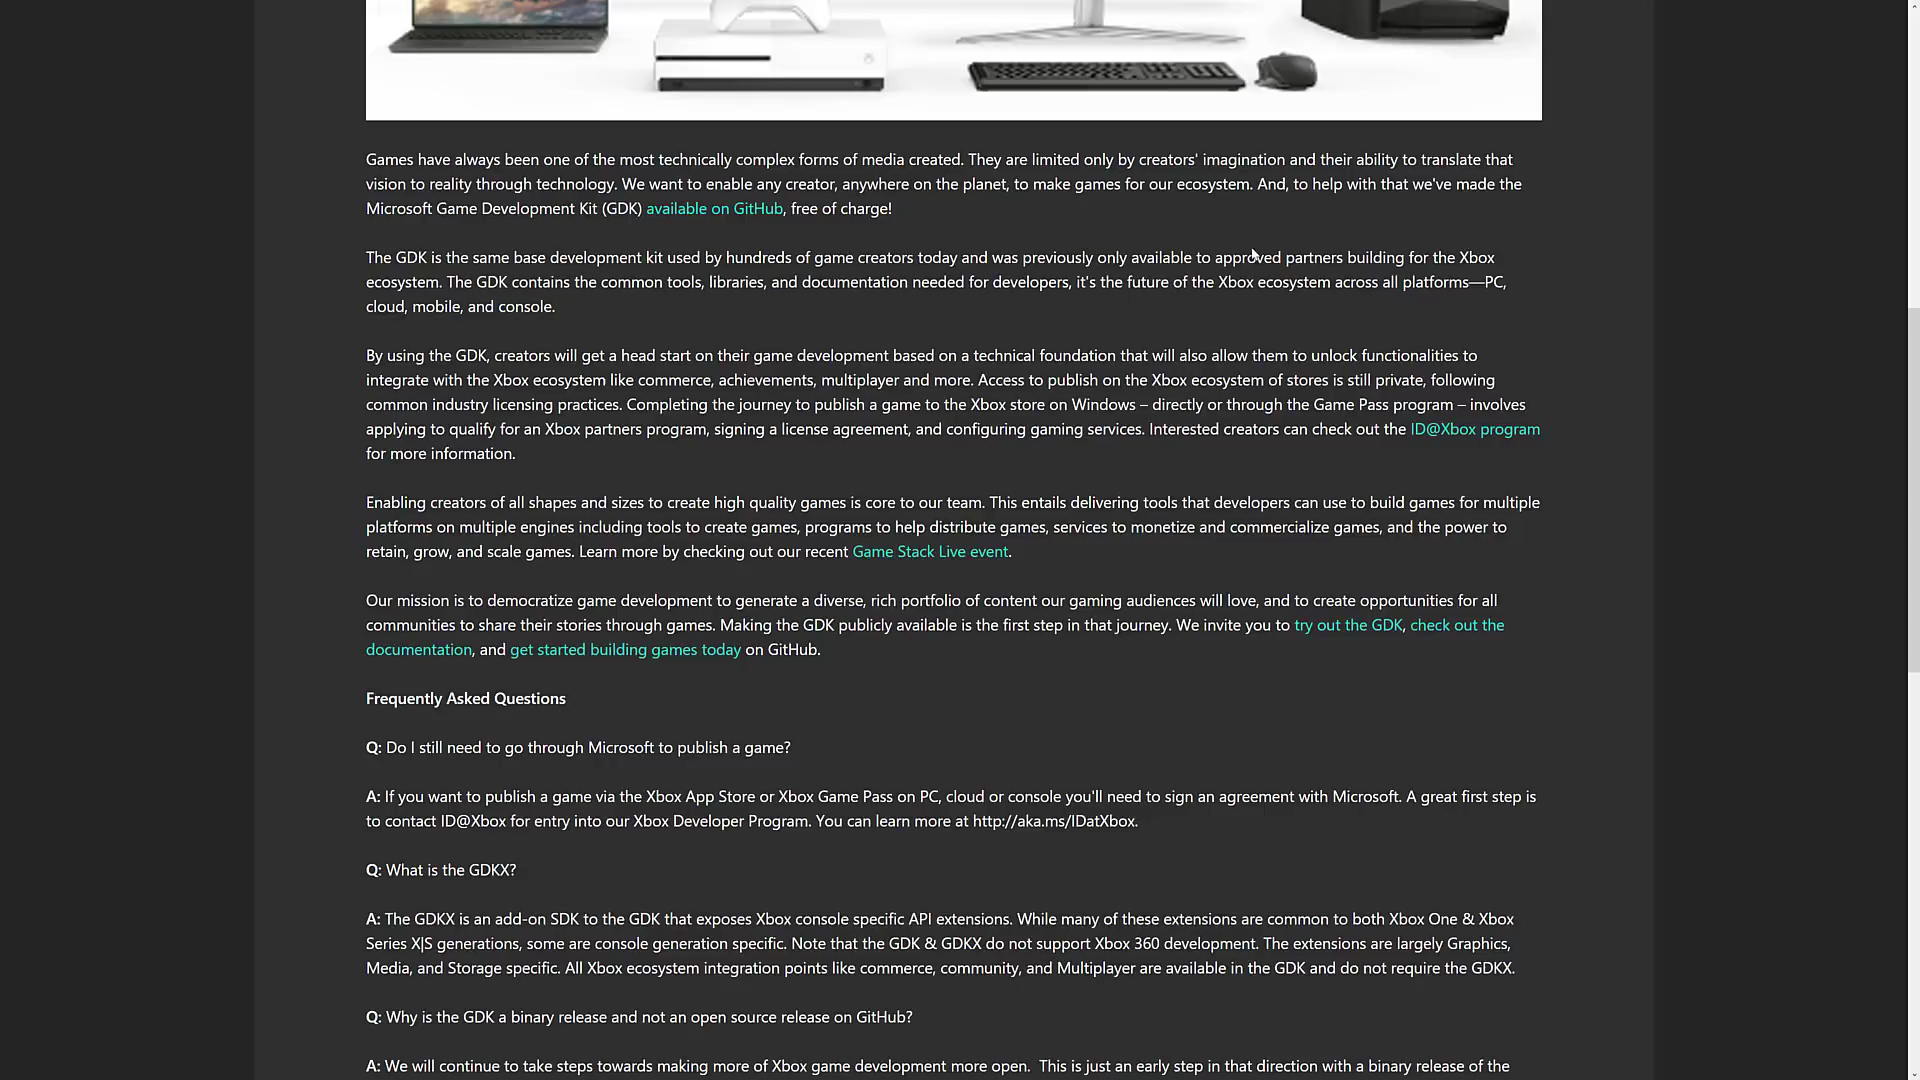 Games have always been one of the most technically complex forms of media created. They are limited only by creators' imagination and their ability to translate that
vision to reality through technology. We want to enable any creator, anywhere on the planet, to make games for our ecosystem. And, to help with that we've made the
Microsoft Game Development Kit (GDK) available on GitHub, free of charge!
The GDK is the same base development kit used by hundreds of game creators today and was previously only available to approved partners building for the Xbox
ecosystem. The GDK contains the common tools, libraries, and documentation needed for developers, it's the future of the Xbox ecosystem across all platforms—PC,
cloud, mobile, and console.
By using the GDK, creators will get a head start on their game development based on a technical foundation that will also allow them to unlock functionalities to
integrate with the Xbox ecosystem like commerce, achievements, multiplayer and more. Access to publish on the Xbox ecosystem of stores is still private, following
common industry licensing practices. Completing the journey to publish a game to the Xbox store on Windows – directly or through the Game Pass program – involves
applying to qualify for an Xbox partners program, signing a license agreement, and configuring gaming services. Interested creators can check out the ID@Xbox program
for more information.
Enabling creators of all shapes and sizes to create high quality games is core to our team. This entails delivering tools that developers can use to build games for multiple
platforms on multiple engines including tools to create games, programs to help distribute games, services to monetize and commercialize games, and the power to
retain, grow, and scale games. Learn more by checking out our recent Game Stack Live event.
Our mission is to democratize game development to generate a diverse, rich portfolio of content our gaming audiences will love, and to create opportunities for all
communities to share their stories through games. Making the GDK publicly available is the first step in that journey. We invite you to try out the GDK, check out the
documentation, and get started building games today on GitHub.
Frequently Asked Questions
Q: Do I still need to go through Microsoft to publish a game?
A: If you want to publish a game via the Xbox App Store or Xbox Game Pass on PC, cloud or console you'll need to sign an agreement with Microsoft. A great first step is
to contact ID@Xbox for entry into our Xbox Developer Program. You can learn more at http://aka.ms/IDatXbox.
Q: What is the GDKX?
A: The GDKX is an add-on SDK to the GDK that exposes Xbox console specific API extensions. While many of these extensions are common to both Xbox One & Xbox
Series X|S generations, some are console generation specific. Note that the GDK & GDKX do not support Xbox 360 development. The extensions are largely Graphics,
Media, and Storage specific. All Xbox ecosystem integration points like commerce, community, and Multiplayer are available in the GDK and do not require the GDKX.
Q: Why is the GDK a binary release and not an open source release on GitHub?
A: We will continue to take steps towards making more of Xbox game development more open.  This is just an early step in that direction with a binary release of the